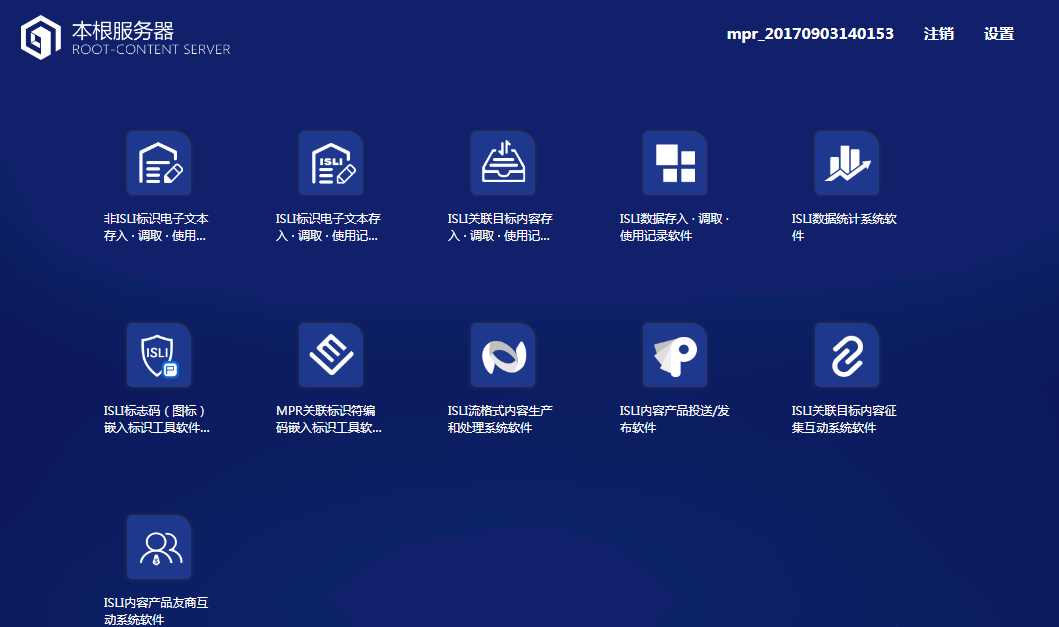 本根服务器
ROOT-CONTENT SERVER
mpr_20170903140153 注销 设置
非ISLI标识电子文本
存入·调取·使用...
ISLI
ISLI标识电子文本存
入·调取·使用记...
ISLI关联目标内容存
入·调取·使用记...
ISLI数据存入·调取·
使用记录软件
ISLI数据统计系统软
件
ISLI
ISLI标志码（图标）
嵌入标识工具软件...
MPR关联标识符编
码嵌入标识工具软...
ISLI流格式内容生产
和处理系统软件
ISLI内容产品投送/发
布软件
ISLI关联目标内容征
集互动系统软件
ISLI内容产品友商互
动系统软件